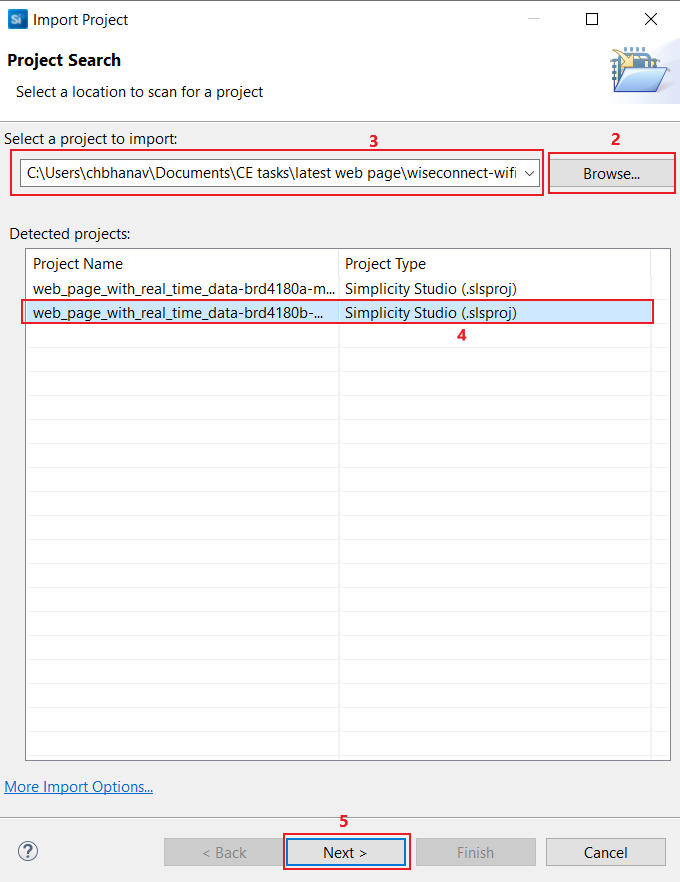 Si Import Project
Project Search
Select a location to scan for a project
Select a project to import:
3
2
C:\Users\chbhanav\Documents\CE tasks\latest web page\wiseconnect-wifi
Browse...
Detected projects:
Project Name Project Type
web_page_with_real_time_data-brd4180a-m... Simplicity Studio (.slsproj)
web_page_with_real_time_data-brd4180b-... Simplicity Studio (.slsproj)
4
More Import Options...
5
? < Back Next > Finish Cancel